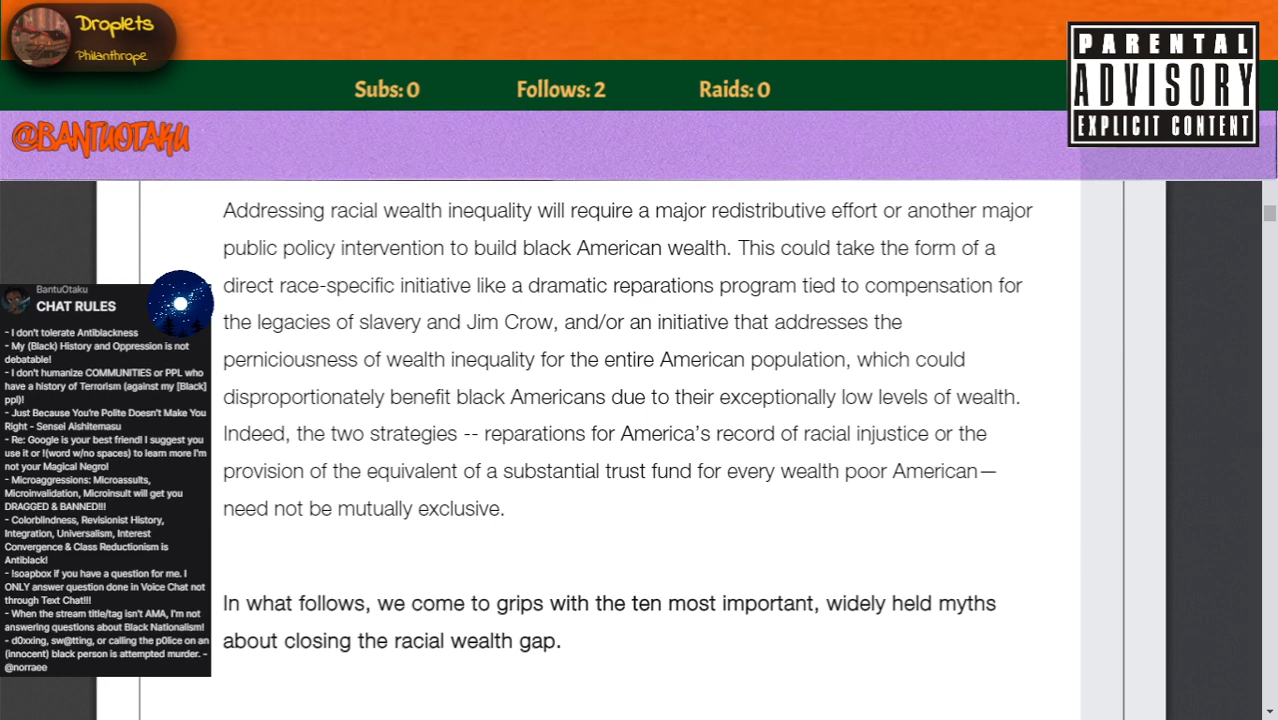 Droplets
Philanthrope
Subs: 0
Follows: 2
Raids: 0
PARENTAL
ADVISORY
EXPLICIT CONTENT
@BANTUOTAKU
Addressing racial wealth inequality will require a major redistributive effort or another major
public policy intervention to build black American wealth. This could take the form of a
direct race-specific initiative like a dramatic reparations program tied to compensation for
the legacies of slavery and Jim Crow, and/or an initiative that addresses the
perniciousness of wealth inequality for the entire American population, which could
disproportionately benefit black Americans due to their exceptionally low levels of wealth.
Indeed, the two strategies -- reparations for America's record of racial injustice or the
provision of the equivalent of a substantial trust fund for every wealth poor American—
need not be mutually exclusive.
In what follows, we come to grips with the ten most important, widely held myths
about closing the racial wealth gap.
BantuOtaku
CHAT RULES
- I don't tolerate Antiblackness
- My (Black) History and Oppression is not
debatable!
- I don't humanize COMMUNITIES or PPL who
have a history of Terrorism (against my [Black]
ppl)!
- Just Because You're Polite Doesn't Make You
Right - Sensei Aishitemasu
- Re: Google is your best friend! I suggest you
use it or !(word w/no spaces) to learn more I'm
not your Magical Negro!
- Microaggressions: Microassults,
Microinvalidation, Microinsult will get you
DRAGGED & BANNED!!!
- Colorblindness, Revisionist History,
Integration, Universalism, Interest
Convergence & Class Reductionism is
Antiblack!
- !soapbox if you have a question for me. I
ONLY answer question done in Voice Chat not
through Text Chat!!!
- When the stream title/tag isn't AMA, I'm not
answering questions about Black Nationalism!
- d0xxing, sw@tting, or calling the p0lice on an
(innocent) black person is attempted murder. -
@norraee